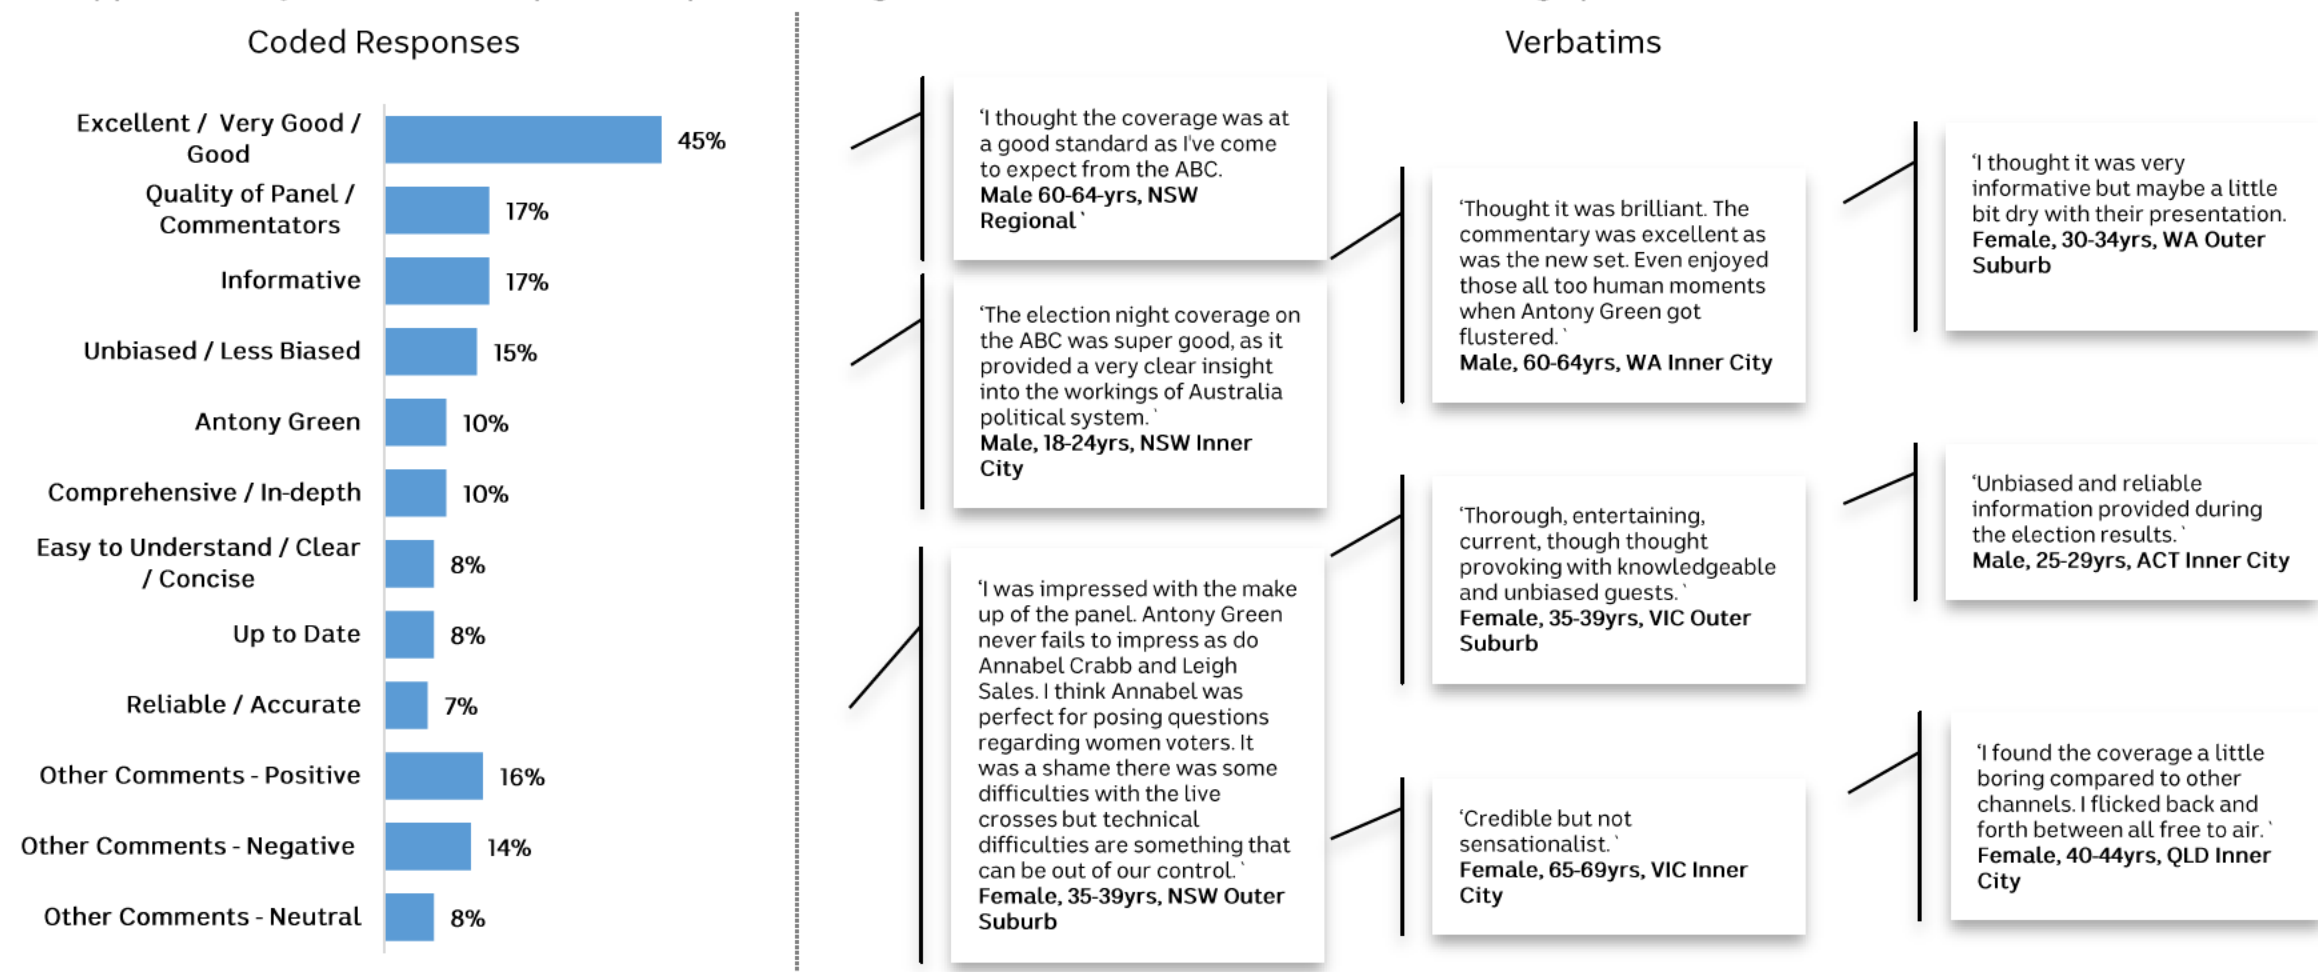 Coded Responses
Excellent / Very Good /
Good
45%
Quality of Panel /
Commentators
17%
Informative
17%
Unbiased / Less Biased
15%
Antony Green
10%
Comprehensive / In-depth
10%
Easy to Understand / Clear
/ Concise
8%
Up to Date
8%
Reliable / Accurate
7%
Other Comments - Positive
16%
Other Comments - Negative
14%
Other Comments - Neutral
8%
Verbatims
‘I thought the coverage was at
a good standard as I've come
to expect from the ABC.
Male 60-64-yrs, NSW
Regional`
‘The election night coverage on
the ABC was super good, as it
provided a very clear insight
into the workings of Australia
political system.`
Male, 18-24yrs, NSW Inner
City
‘I was impressed with the make
up of the panel. Antony Green
never fails to impress as do
Annabel Crabb and Leigh
Sales. I think Annabel was
perfect for posing questions
regarding women voters. It
was a shame there was some
difficulties with the live
crosses but technical
difficulties are something that
can be out of our control.`
Female, 35-39yrs, NSW Outer
Suburb
‘Thought it was brilliant. The
commentary was excellent as
was the new set. Even enjoyed
those all too human moments
when Antony Green got
flustered.`
Male, 60-64yrs, WA Inner City
‘Thorough, entertaining,
current, though thought
provoking with knowledgeable
and unbiased guests.`
Female, 35-39yrs, VIC Outer
Suburb
‘Credible but not
sensationalist.`
Female, 65-69yrs, VIC Inner
City
‘I thought it was very
informative but maybe a little
bit dry with their presentation.
Female, 30-34yrs, WA Outer
Suburb
‘Unbiased and reliable
information provided during
the election results.`
Male, 25-29yrs, ACT Inner City
‘I found the coverage a little
boring compared to other
channels. I flicked back and
forth between all free to air.`
Female, 40-44yrs, QLD Inner
City